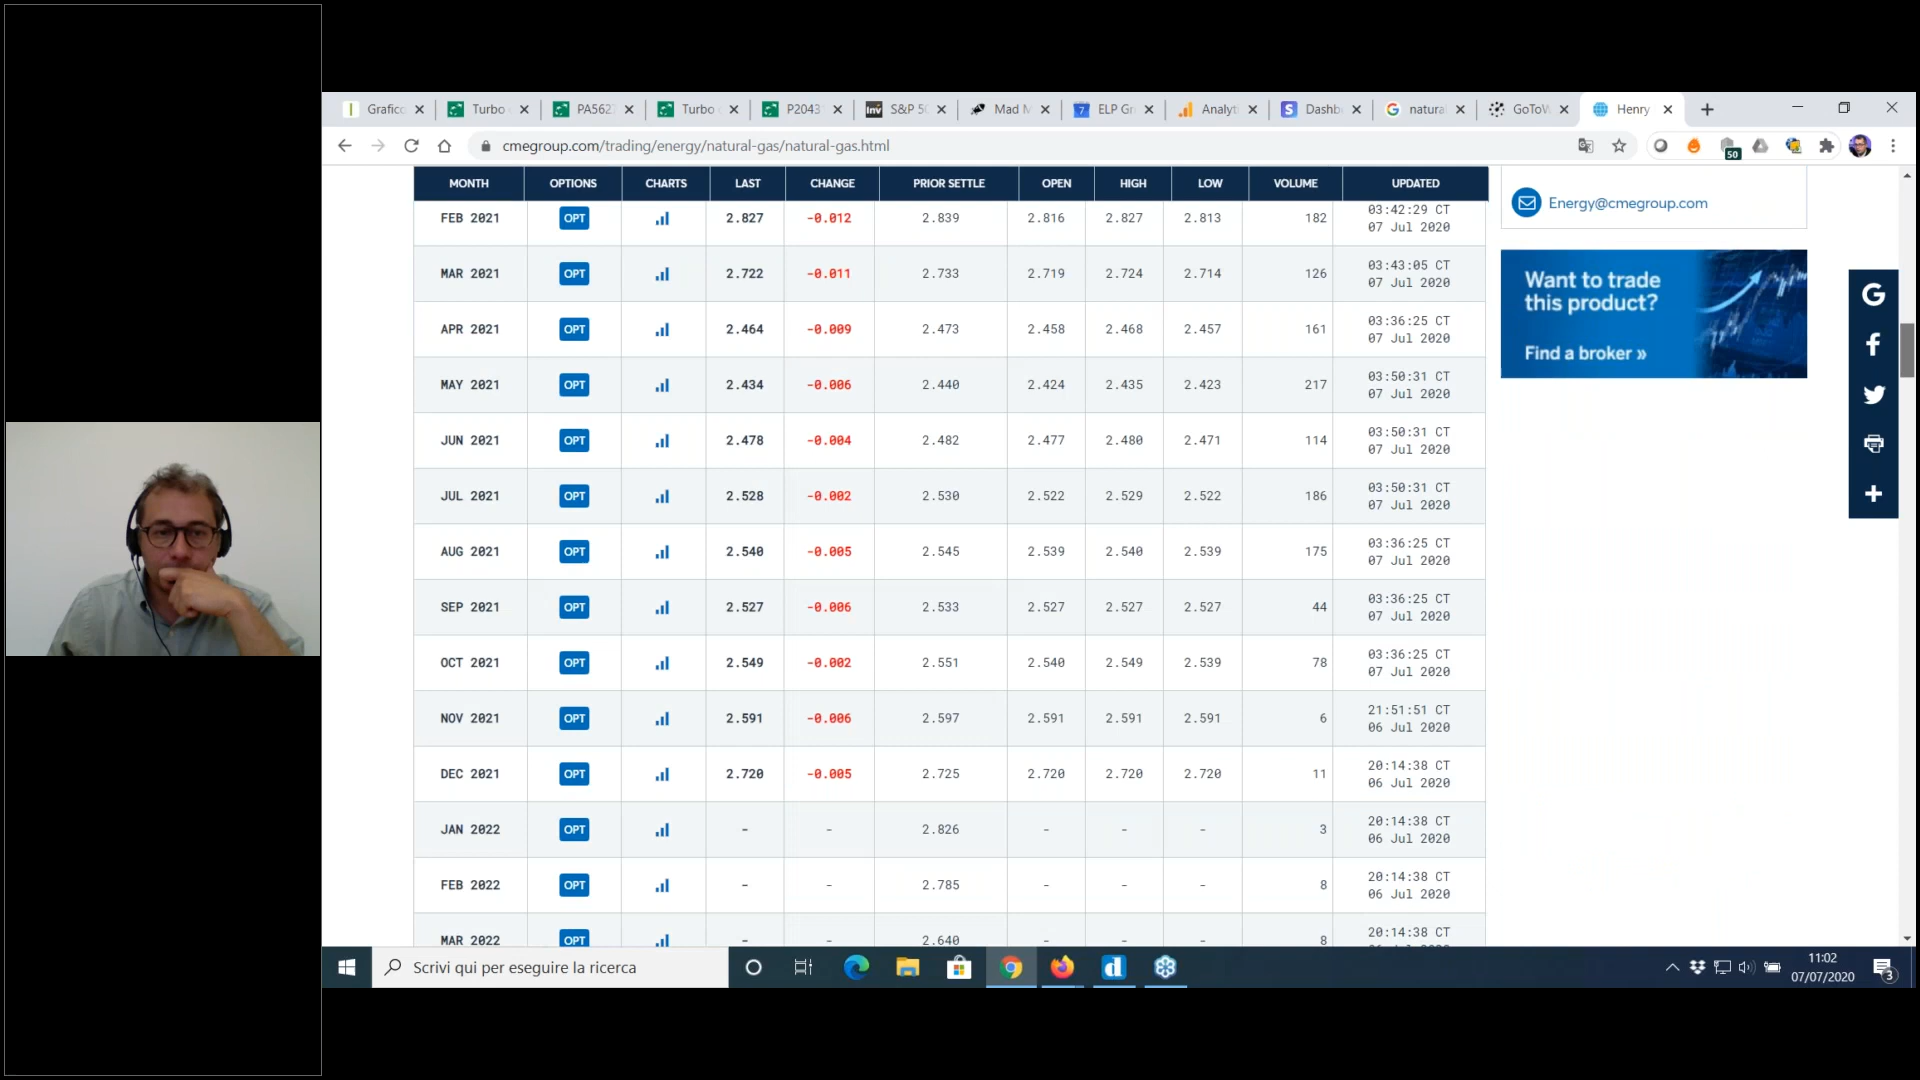 Grafico
Turbo
PA562
Turbo
P2043
S&P 50
Mad M
ELP Gr
Analyt
Dashb
natura
GoToW
Henry
cmegroup.com/trading/energy/natural-gas/natural-gas.html
50
MONTH OPTIONS CHARTS LAST CHANGE PRIOR SETTLE OPEN HIGH LOW VOLUME UPDATED
FEB 2021 OPT 2.827 -0.012 2.839 2.816 2.827 2.813 182 03:42:29 CT
07 Jul 2020
MAR 2021 OPT 2.722 -0.011 2.733 2.719 2.724 2.714 126 03:43:05 CT
07 Jul 2020
APR 2021 OPT 2.464 -0.009 2.473 2.458 2.468 2.457 161 03:36:25 CT
07 Jul 2020
MAY 2021 OPT 2.434 -0.006 2.440 2.424 2.435 2.423 217 03:50:31 CT
07 Jul 2020
JUN 2021 OPT 2.478 -0.004 2.482 2.477 2.480 2.471 114 03:50:31 CT
07 Jul 2020
JUL 2021 OPT 2.528 -0.002 2.530 2.522 2.529 2.522 186 03:50:31 CT
07 Jul 2020
AUG 2021 OPT 2.540 -0.005 2.545 2.539 2.540 2.539 175 03:36:25 CT
07 Jul 2020
SEP 2021 OPT 2.527 -0.006 2.533 2.527 2.527 2.527 44 03:36:25 CT
07 Jul 2020
OCT 2021 OPT 2.549 -0.002 2.551 2.540 2.549 2.539 78 03:36:25 CT
07 Jul 2020
NOV 2021 OPT 2.591 -0.006 2.597 2.591 2.591 2.591 6 21:51:51 CT
06 Jul 2020
DEC 2021 OPT 2.720 -0.005 2.725 2.720 2.720 2.720 11 20:14:38 CT
06 Jul 2020
JAN 2022 OPT - - 2.826 - - - 3 20:14:38 CT
06 Jul 2020
FEB 2022 OPT - - 2.785 - - - 8 20:14:38 CT
06 Jul 2020
MAR 2022 OPT - - 2.640 - - - 8 20:14:38 CT
Energy@cmegroup.com
Want to trade
this product?
Find a broker »
Scrivi qui per eseguire la ricerca
11:02
07/07/2020
3